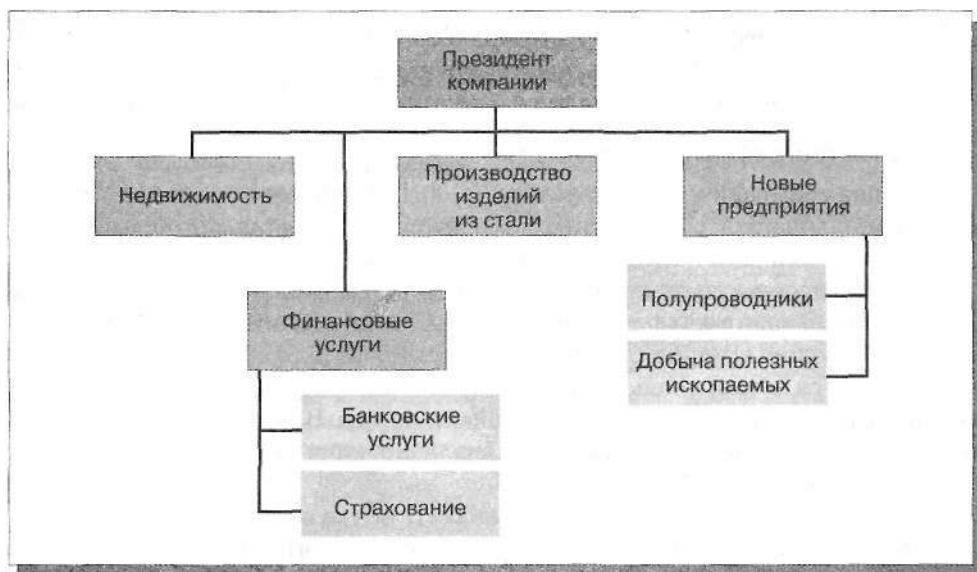 Президент
компании
Недвижимость
Производство
изделий
из стали
Новые
предприятия
Полупроводники
Финансовые
услуги
Добыча полезных
ископаемых
Банковские
услуги
Страхование